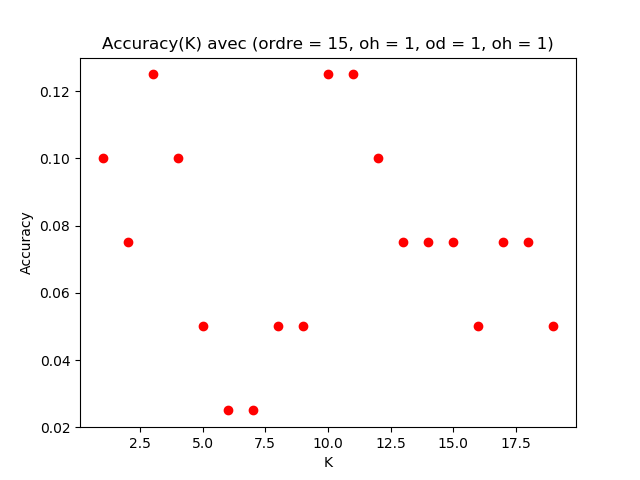 Accuracy(K) avec (ordre = 15, oh = 1, od = 1, oh = 1)
0.12
0.10
0.08
0.06
0.04
0.02
Accuracy
2.5 5.0 7.5 10.0 12.5 15.0 17.5
K